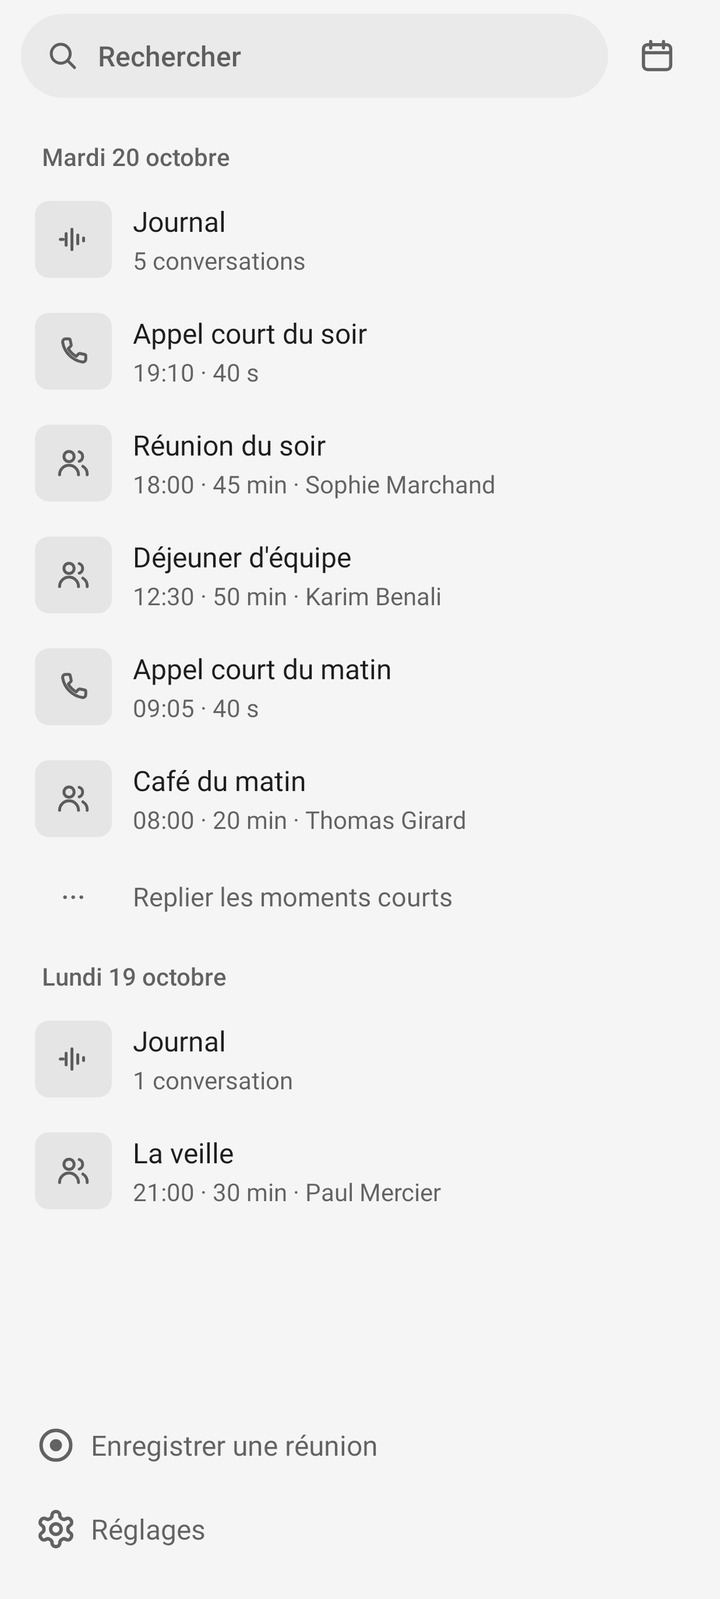 Rechercher
Mardi 20 octobre
Journal
5 conversations
Appel court du soir
19:10 · 40 s
Réunion du soir
18:00 · 45 min · Sophie Marchand
Déjeuner d'équipe
12:30 · 50 min · Karim Benali
Appel court du matin
09:05 · 40 s
Café du matin
08:00 · 20 min · Thomas Girard
Replier les moments courts
Lundi 19 octobre
Journal
1 conversation
La veille
21:00 · 30 min · Paul Mercier
Enregistrer une réunion
Réglages